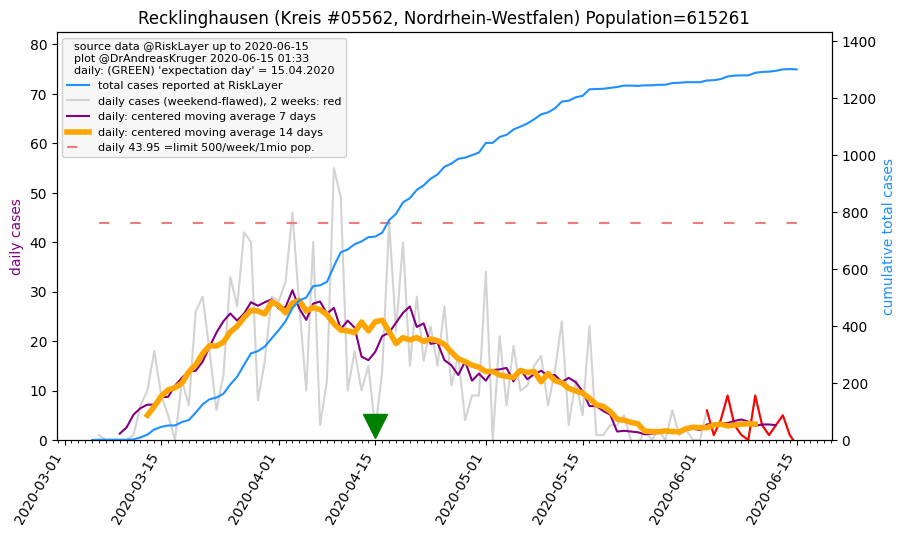 Recklinghausen (Kreis #05562, Nordrhein-Westfalen) Population=615261
source data @RiskLayer up to 2020-06-15
plot @DrAndreasKruger 2020-06-15 01:33
daily: (GREEN) 'expectation day' = 15.04.2020
total cases reported at RiskLayer
daily cases (weekend-flawed), 2 weeks: red
daily: centered moving average 7 days
daily: centered moving average 14 days
daily 43.95 =limit 500/week/1mio pop.
daily cases
80
70
60
50
40
30
20
10
0
1400
1200
1000
800
600
400
200
0
cumulative total cases
2020-03-01
2020-03-15
2020-04-01
2020-04-15
2020-05-01
2020-05-15
2020-06-01
2020-06-15